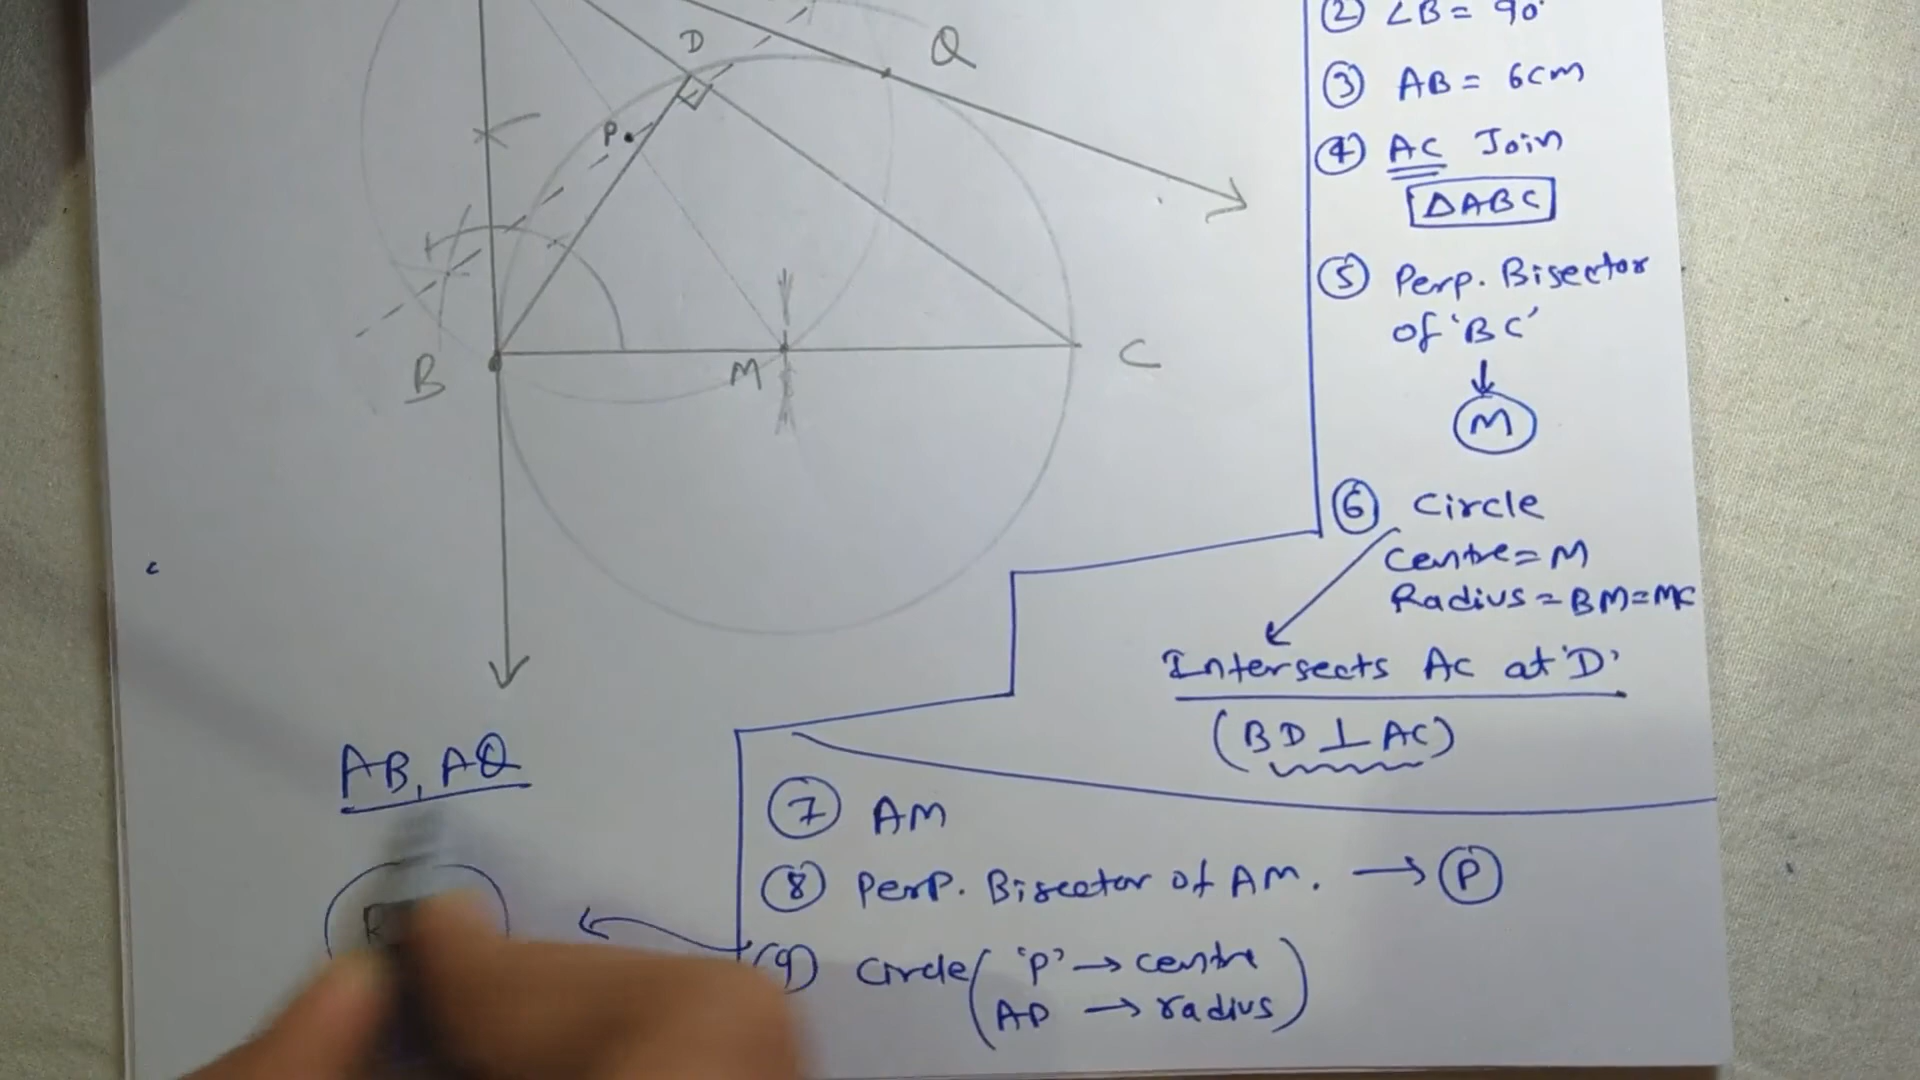 D
Q
P
B
M
C
② ∠B = 90°
③ AB = 6cm
④ AC Join
△ABC
⑤ Perp. Bisector
of 'BC'
↓
M
⑥ Circle
Centre = M
Radius = BM = MC
Intersects AC at 'D'
(BD ⊥ AC)
AB, AQ
⑦ AM
⑧ Perp. Bisector of AM. → P
⑨ Circle ( 'P' → centre
AP → radius )